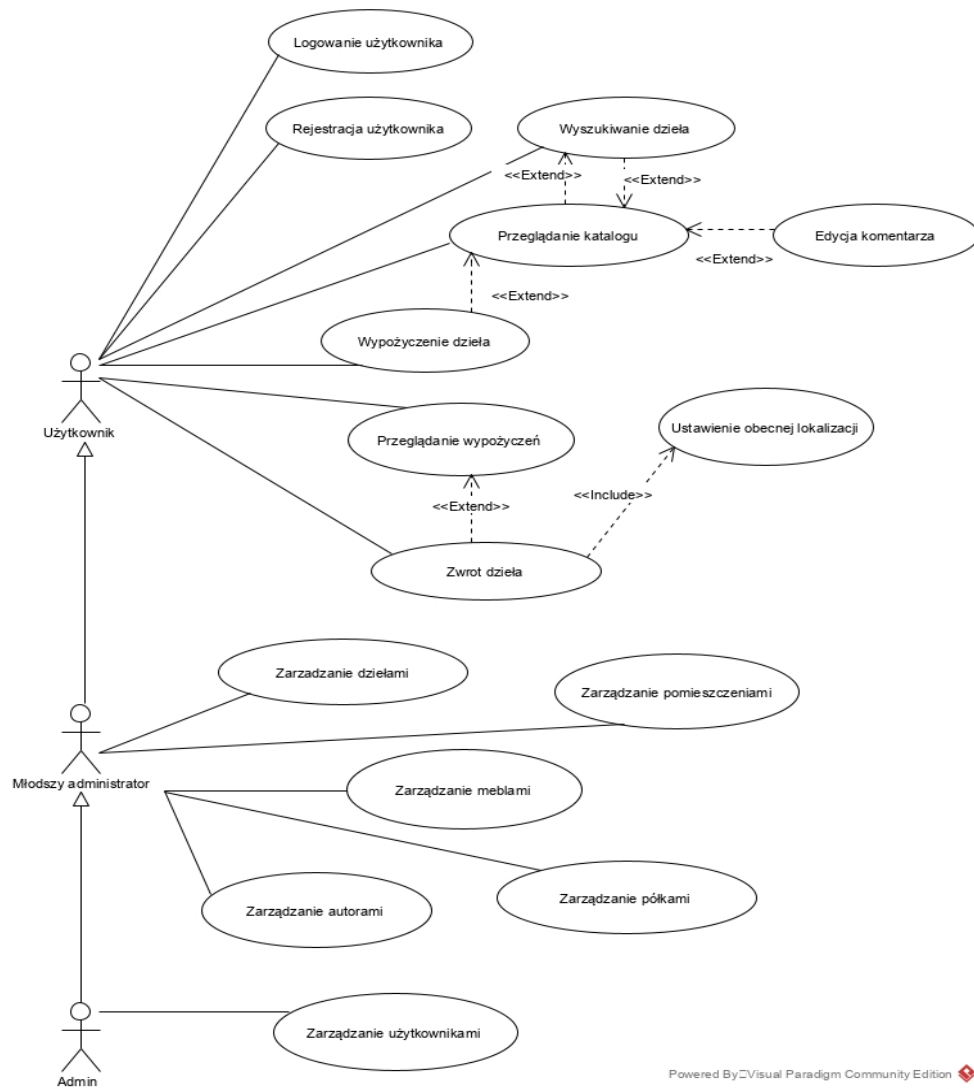 Logowanie użytkownika
Rejestracja użytkownika
Wyszukiwanie dzieła
<<Extend>>
<<Extend>>
Przeglądanie katalogu
Edycja komentarza
<<Extend>>
<<Extend>>
Wypożyczenie dzieła
Użytkownik
Przeglądanie wypożyczeń
Ustawienie obecnej lokalizacji
<<Include>>
<<Extend>>
Zwrot dzieła
Zarzadzanie dziełami
Zarządzanie pomieszczeniami
Młodszy administrator
Zarządzanie meblami
Zarządzanie autorami
Zarządzanie półkami
Zarządzanie użytkownikami
Admin
Powered By Visual Paradigm Community Edition